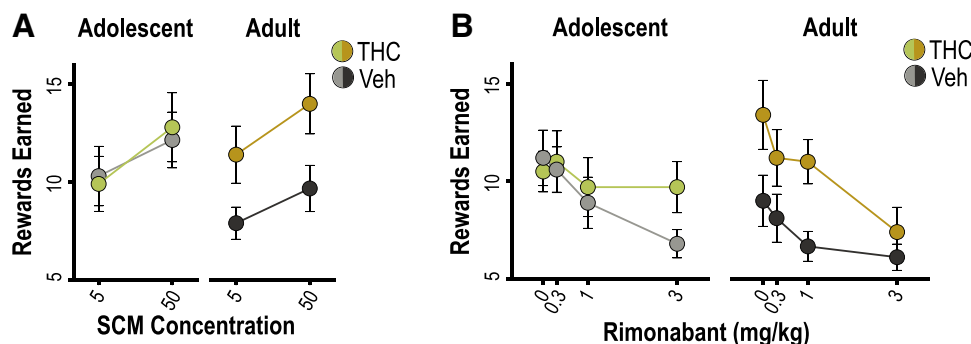 A
Adolescent Adult
THC
Veh
Rewards Earned
15
10
5
5 50 5 50
SCM Concentration
B
Adolescent Adult
THC
Veh
Rewards Earned
15
10
5
0 0.3 1 3 0 0.3 1 3
Rimonabant (mg/kg)